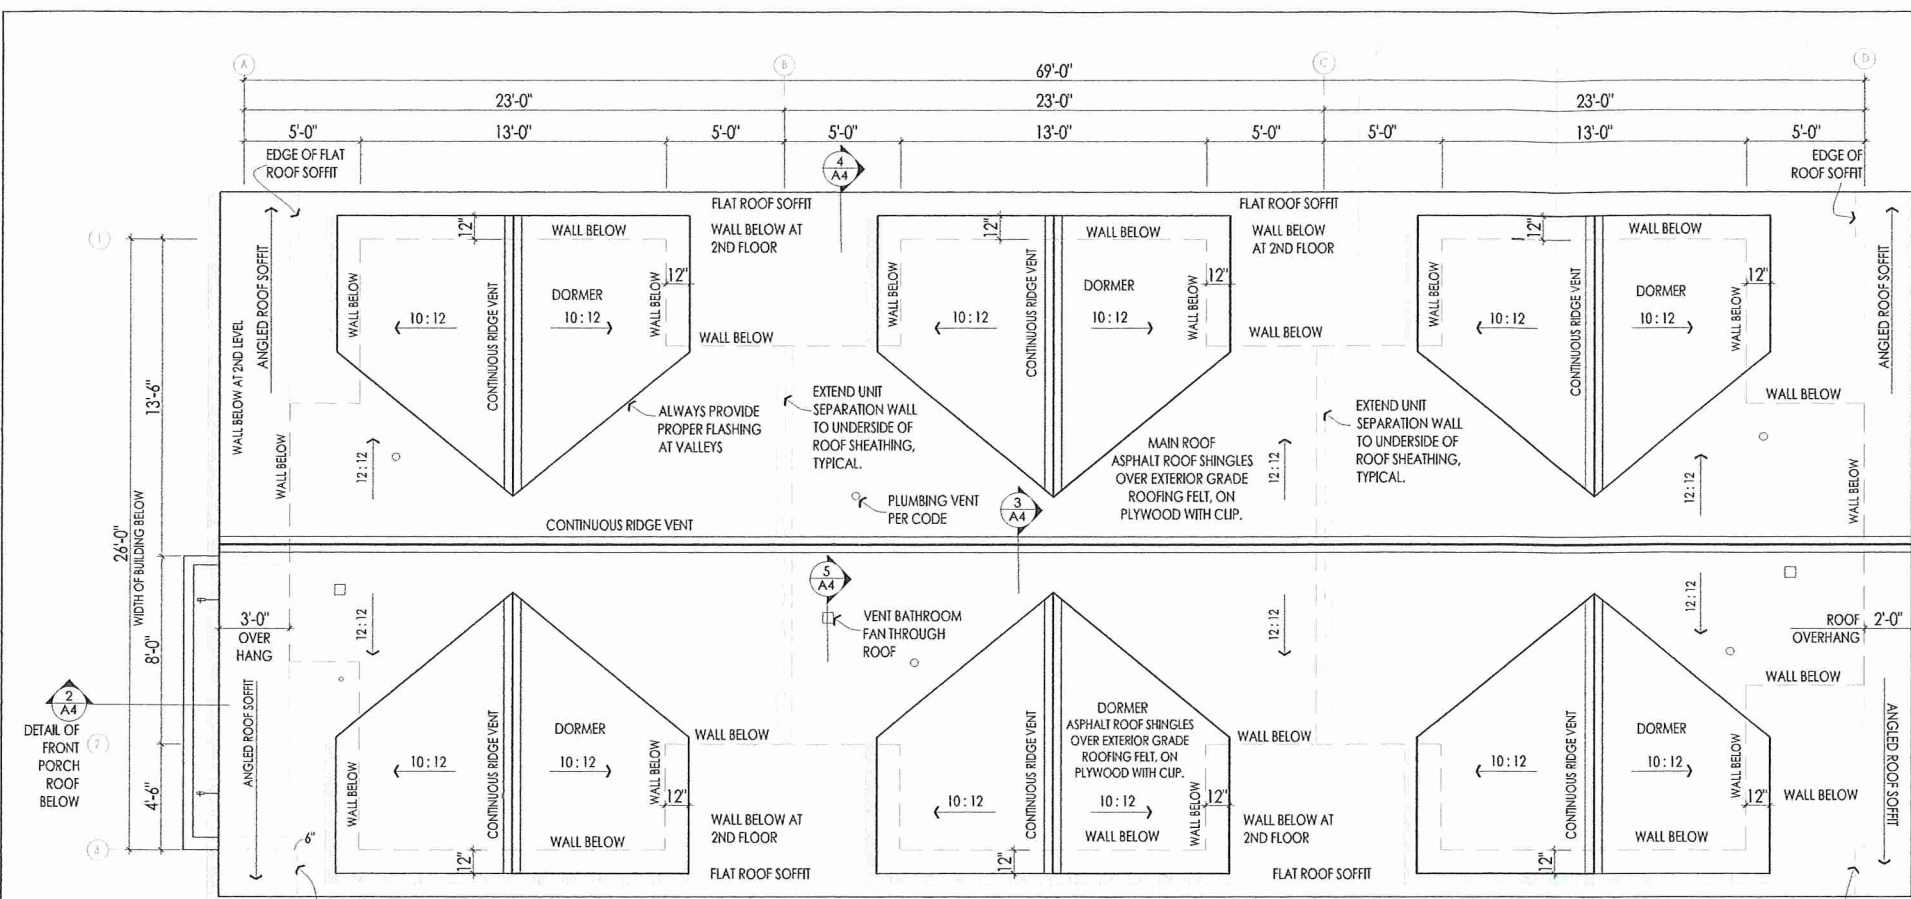 A
B
C
D
69'-0"
23'-0"
23'-0"
23'-0"
5'-0"
13'-0"
5'-0"
5'-0"
13'-0"
5'-0"
5'-0"
13'-0"
5'-0"
EDGE OF FLAT
ROOF SOFFIT
4
A4
EDGE OF
ROOF SOFFIT
FLAT ROOF SOFFIT
FLAT ROOF SOFFIT
1
WALL BELOW AT 2ND LEVEL
ANGLED ROOF SOFFIT
12"
WALL BELOW
WALL BELOW AT
2ND FLOOR
WALL BELOW
CONTINUOUS RIDGE VENT
DORMER
WALL BELOW
12"
10:12
10:12
WALL BELOW
12"
WALL BELOW
WALL BELOW
AT 2ND FLOOR
WALL BELOW
CONTINUOUS RIDGE VENT
DORMER
WALL BELOW
12"
10:12
10:12
WALL BELOW
12"
WALL BELOW
WALL BELOW
CONTINUOUS RIDGE VENT
DORMER
WALL BELOW
12"
10:12
10:12
ANGLED ROOF SOFFIT
WALL BELOW
13'-6"
26'-0"
WIDTH OF BUILDING BELOW
WALL BELOW
12:12
ALWAYS PROVIDE
PROPER FLASHING
AT VALLEYS
EXTEND UNIT
SEPARATION WALL
TO UNDERSIDE OF
ROOF SHEATHING,
TYPICAL.
MAIN ROOF
ASPHALT ROOF SHINGLES
OVER EXTERIOR GRADE
ROOFING FELT, ON
PLYWOOD WITH CLIP.
12:12
EXTEND UNIT
SEPARATION WALL
TO UNDERSIDE OF
ROOF SHEATHING,
TYPICAL.
12:12
WALL BELOW
PLUMBING VENT
PER CODE
3
A4
CONTINUOUS RIDGE VENT
5
A4
8'-0"
3'-0"
OVER
HANG
12:12
VENT BATHROOM
FAN THROUGH
ROOF
12:12
12:12
ROOF
OVERHANG
2'-0"
WALL BELOW
2
A4
DETAIL OF
FRONT
PORCH
ROOF
BELOW
2
4'-6"
3
ANGLED ROOF SOFFIT
WALL BELOW
10:12
CONTINUOUS RIDGE VENT
DORMER
10:12
WALL BELOW
12"
WALL BELOW
WALL BELOW
12"
WALL BELOW AT
2ND FLOOR
FLAT ROOF SOFFIT
6"
10:12
CONTINUOUS RIDGE VENT
DORMER
ASPHALT ROOF SHINGLES
OVER EXTERIOR GRADE
ROOFING FELT, ON
PLYWOOD WITH CLIP.
10:12
WALL BELOW
12"
WALL BELOW
WALL BELOW
12"
WALL BELOW AT
2ND FLOOR
FLAT ROOF SOFFIT
10:12
CONTINUOUS RIDGE VENT
DORMER
10:12
WALL BELOW
12"
WALL BELOW
WALL BELOW
12"
ANGLED ROOF SOFFIT